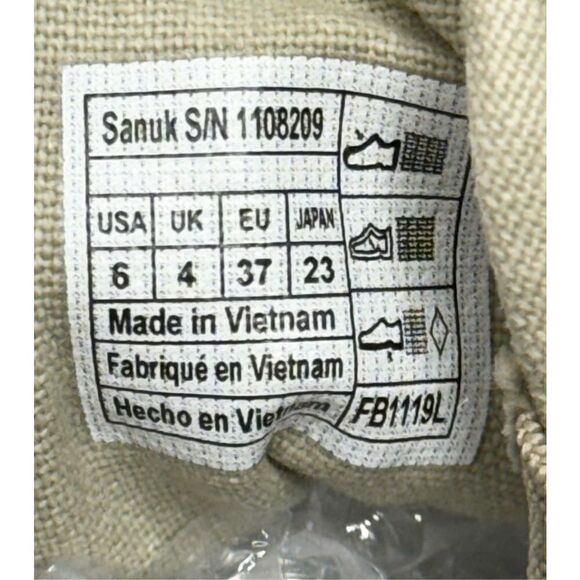 Sanuk S/N 1108209
USA UK EU JAPAN
6 4 37 23
Made in Vietnam
Fabriqué en Vietnam
Hecho en Vietnam
FB1119L